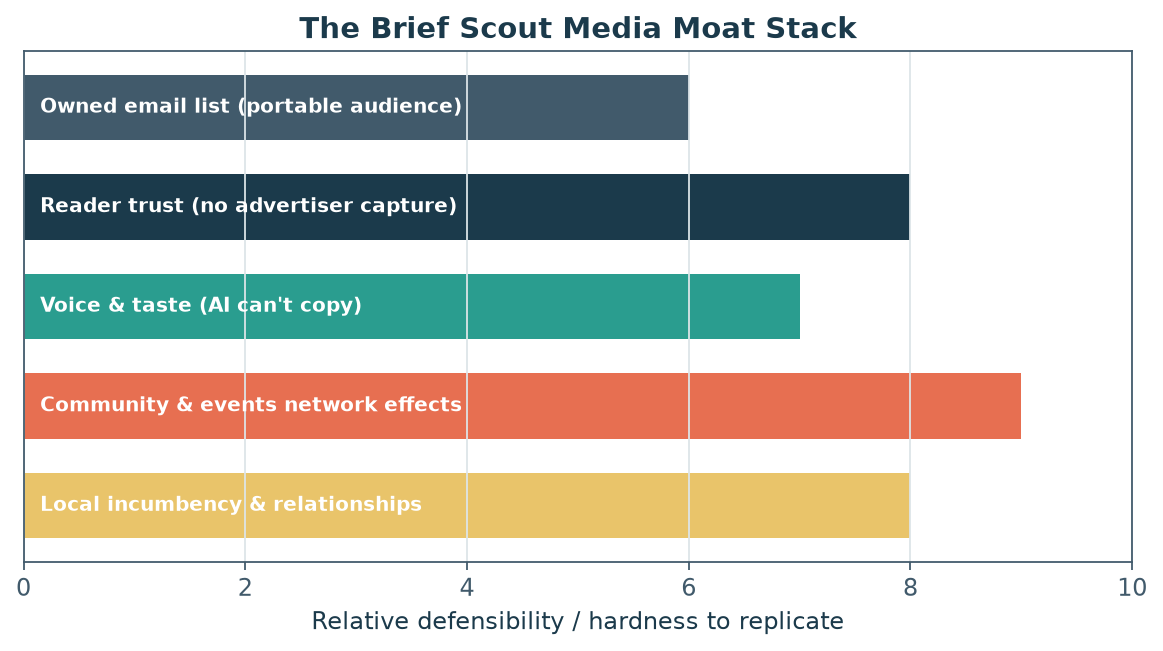 The Brief Scout Media Moat Stack
Owned email list (portable audience)
Reader trust (no advertiser capture)
Voice & taste (AI can't copy)
Community & events network effects
Local incumbency & relationships
0 2 4 6 8 10
Relative defensibility / hardness to replicate